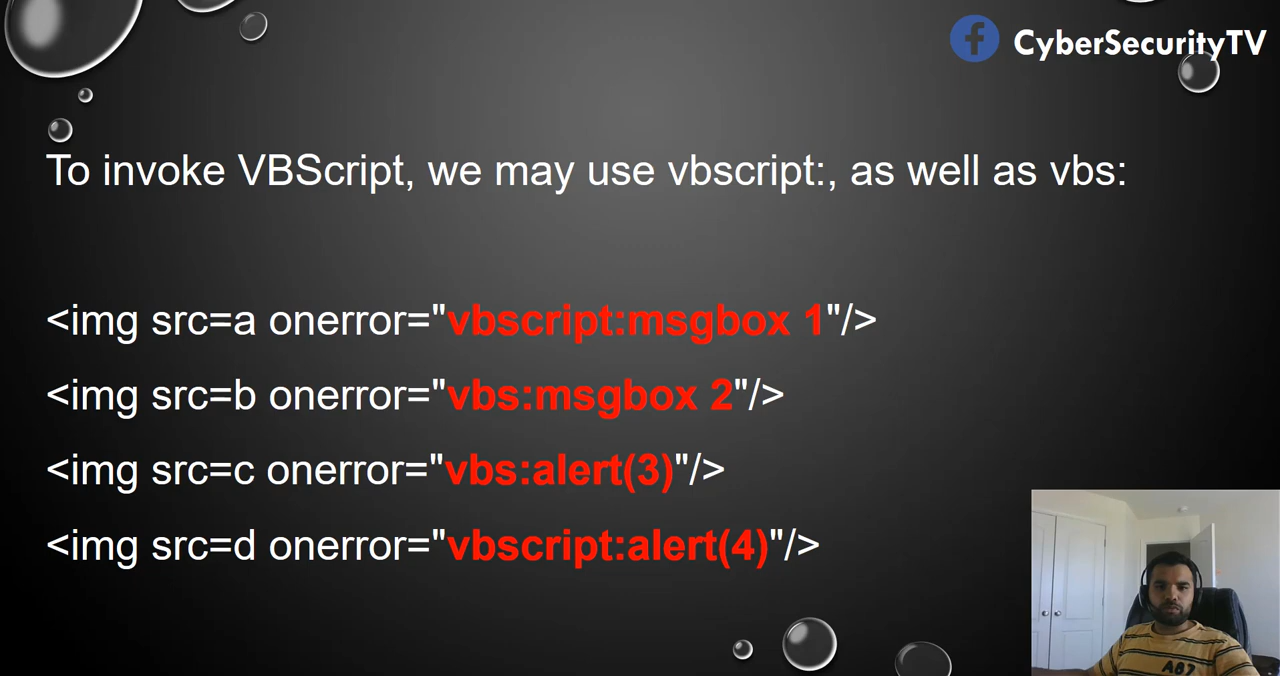 CyberSecurityTV
To invoke VBScript, we may use vbscript:, as well as vbs:
<img src=a onerror="vbscript:msgbox 1"/>
<img src=b onerror="vbs:msgbox 2"/>
<img src=c onerror="vbs:alert(3)"/>
<img src=d onerror="vbscript:alert(4)"/>